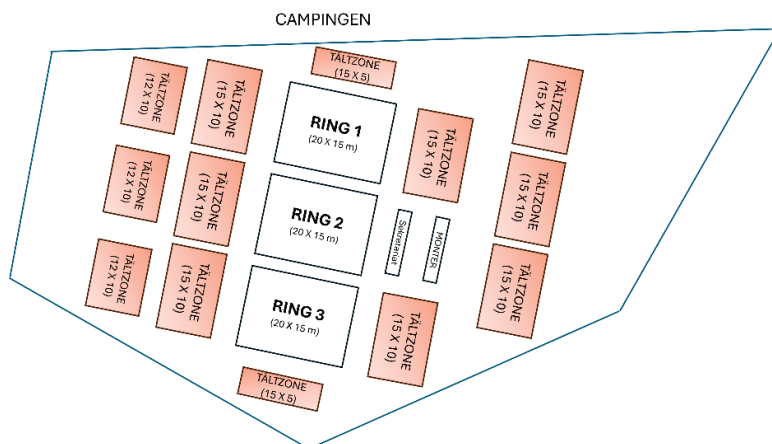 CAMPINGEN
TÄLTZONE
(15 X 5)
TÄLTZONE
(12 X 10)
TÄLTZONE
(15 X 10)
RING 1
(20 X 15 m)
TÄLTZONE
(15 X 10)
TÄLTZONE
(15 X 10)
TÄLTZONE
(12 X 10)
TÄLTZONE
(15 X 10)
RING 2
(20 X 15 m)
Sekretariat
MONTER
TÄLTZONE
(15 X 10)
TÄLTZONE
(12 X 10)
TÄLTZONE
(15 X 10)
RING 3
(20 X 15 m)
TÄLTZONE
(15 X 10)
TÄLTZONE
(15 X 10)
TÄLTZONE
(15 X 5)